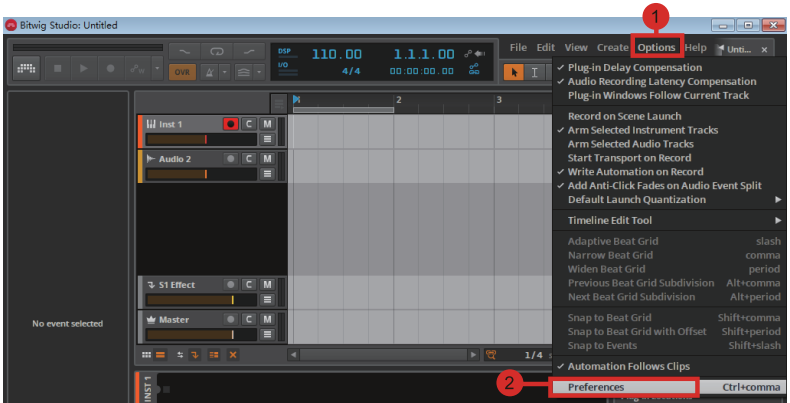 1
Bitwig Studio: Untitled
File Edit View Create Options Help Unti... x
DSP 110.00 1.1.1.00
I/O 4/4 00:00:00.00
OVR
Plug-in Delay Compensation
Audio Recording Latency Compensation
Plug-in Windows Follow Current Track
Record on Scene Launch
Arm Selected Instrument Tracks
Arm Selected Audio Tracks
Start Transport on Record
Write Automation on Record
Add Anti-Click Fades on Audio Event Split
Default Launch Quantization
Timeline Edit Tool
Adaptive Beat Grid slash
Narrow Beat Grid comma
Widen Beat Grid period
Previous Beat Grid Subdivision Alt+comma
Next Beat Grid Subdivision Alt+period
Snap to Beat Grid Shift+comma
Snap to Beat Grid with Offset Shift+period
Snap to Events Shift+slash
Automation Follows Clips
2
Preferences Ctrl+comma
2 3
Inst 1 C M
Audio 2 C M
S1 Effect C M
Master C M
No event selected
1/4
INST 1